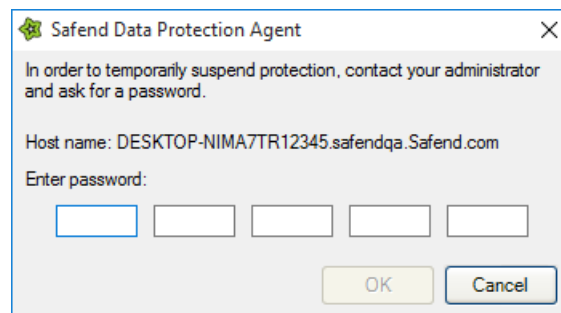 Safend Data Protection Agent
In order to temporarily suspend protection, contact your administrator
and ask for a password.
Host name: DESKTOP-NIMA7TR12345.safendqa.Safend.com
Enter password:
OK Cancel